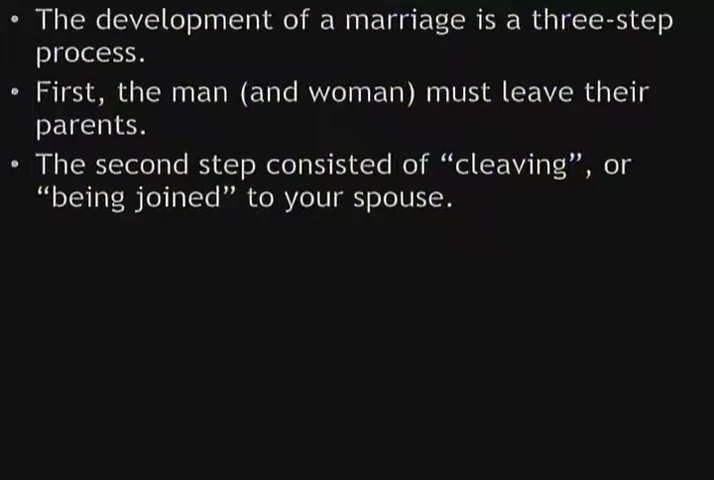 • The development of a marriage is a three-step
process.
• First, the man (and woman) must leave their
parents.
• The second step consisted of “cleaving”, or
“being joined” to your spouse.